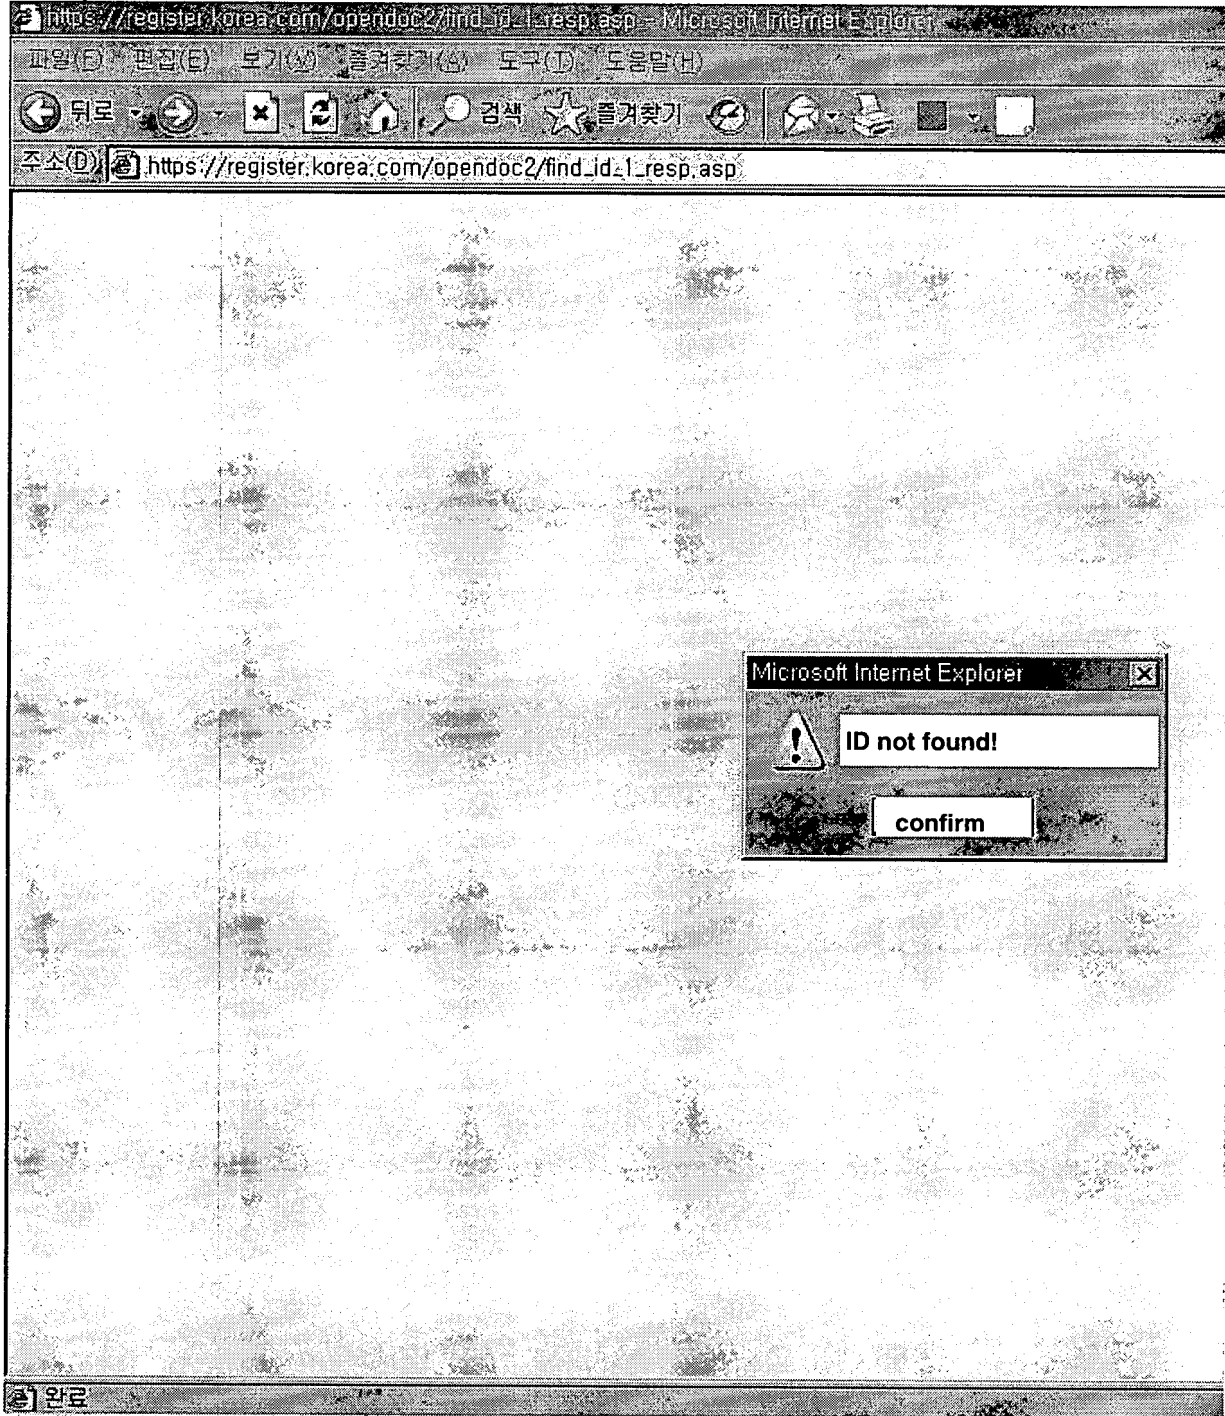 https://register.korea.com/opendoc2/find_id_1_resp.asp - Microsoft Internet Explorer
파일(F) 편집(E) 보기(V) 즐겨찾기(A) 도구(T) 도움말(H)
뒤로 검색 즐겨찾기
주소(D) https://register.korea.com/opendoc2/find_id_1_resp.asp
Microsoft Internet Explorer
ID not found!
confirm
완료